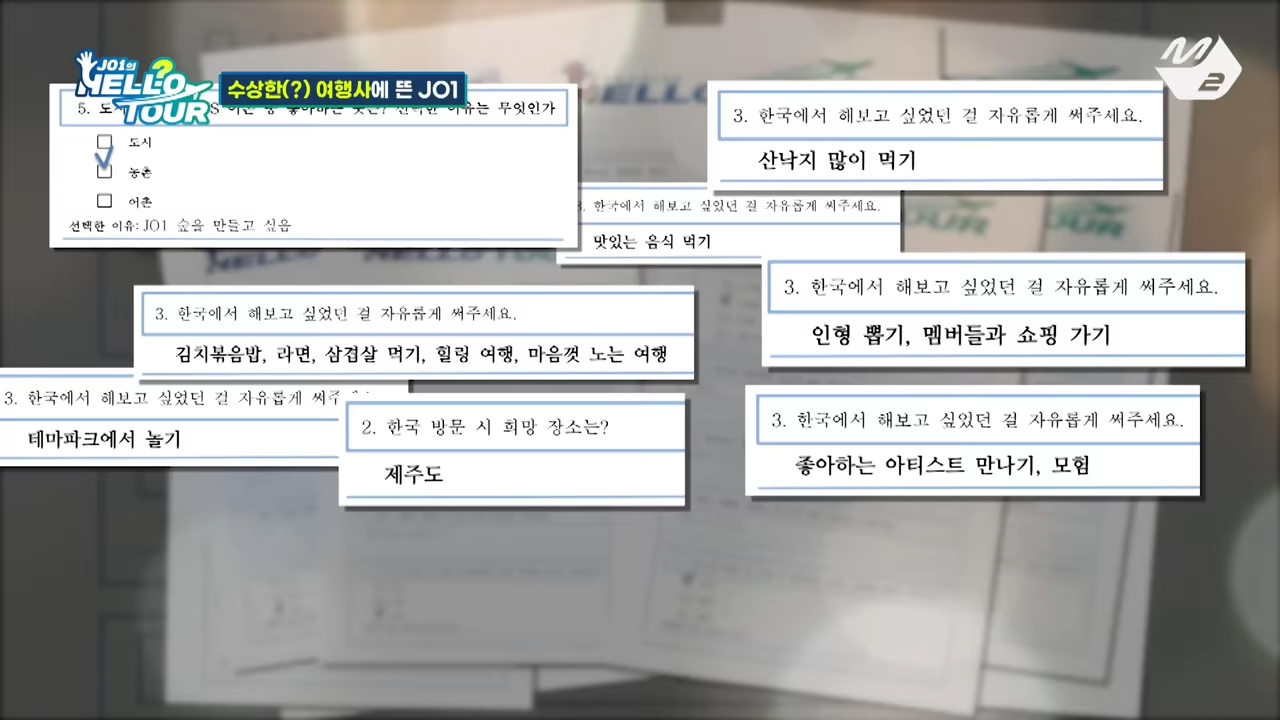 JO1의
HELLO?
TOUR
수상한(?) 여행사에 뜬 JO1
M2
이유는 무엇인가
도시
농촌
어촌
선택한 이유: JO1 숲을 만들고 싶음
3. 한국에서 해보고 싶었던 걸 자유롭게 써주세요.
산낙지 많이 먹기
3. 한국에서 해보고 싶었던 걸 자유롭게 써주세요.
맛있는 음식 먹기
3. 한국에서 해보고 싶었던 걸 자유롭게 써주세요.
인형 뽑기, 멤버들과 쇼핑 가기
3. 한국에서 해보고 싶었던 걸 자유롭게 써주세요.
김치볶음밥, 라면, 삼겹살 먹기, 힐링 여행, 마음껏 노는 여행
3. 한국에서 해보고 싶었던 걸 자유롭게
테마파크에서 놀기
2. 한국 방문 시 희망 장소는?
제주도
3. 한국에서 해보고 싶었던 걸 자유롭게 써주세요.
좋아하는 아티스트 만나기, 모험